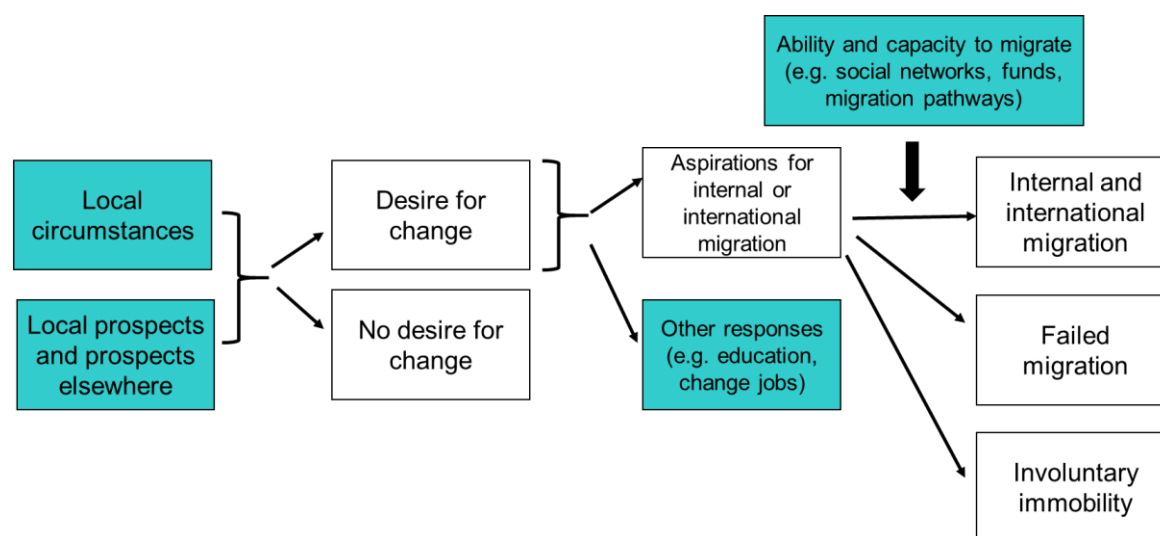 Ability and capacity to migrate
(e.g. social networks, funds,
migration pathways)
Local
circumstances
Local prospects
and prospects
elsewhere
Desire for
change
No desire for
change
Aspirations for
internal or
international
migration
Other responses
(e.g. education,
change jobs)
Internal and
international
migration
Failed
migration
Involuntary
immobility